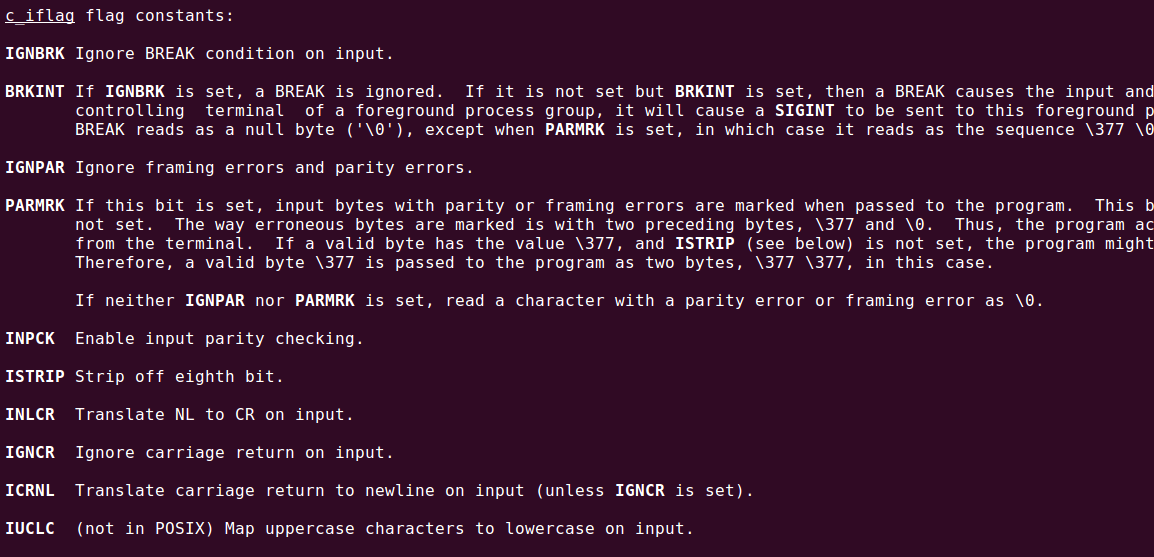 c_iflag flag constants:
IGNBRK Ignore BREAK condition on input.
BRKINT If IGNBRK is set, a BREAK is ignored.  If it is not set but BRKINT is set, then a BREAK causes the input and
controlling  terminal  of a foreground process group, it will cause a SIGINT to be sent to this foreground p
BREAK reads as a null byte ('\0'), except when PARMRK is set, in which case it reads as the sequence \377 \0
IGNPAR Ignore framing errors and parity errors.
PARMRK If this bit is set, input bytes with parity or framing errors are marked when passed to the program.  This b
not set.  The way erroneous bytes are marked is with two preceding bytes, \377 and \0.  Thus, the program ac
from the terminal.  If a valid byte has the value \377, and ISTRIP (see below) is not set, the program might
Therefore, a valid byte \377 is passed to the program as two bytes, \377 \377, in this case.
If neither IGNPAR nor PARMRK is set, read a character with a parity error or framing error as \0.
INPCK  Enable input parity checking.
ISTRIP Strip off eighth bit.
INLCR  Translate NL to CR on input.
IGNCR  Ignore carriage return on input.
ICRNL  Translate carriage return to newline on input (unless IGNCR is set).
IUCLC  (not in POSIX) Map uppercase characters to lowercase on input.